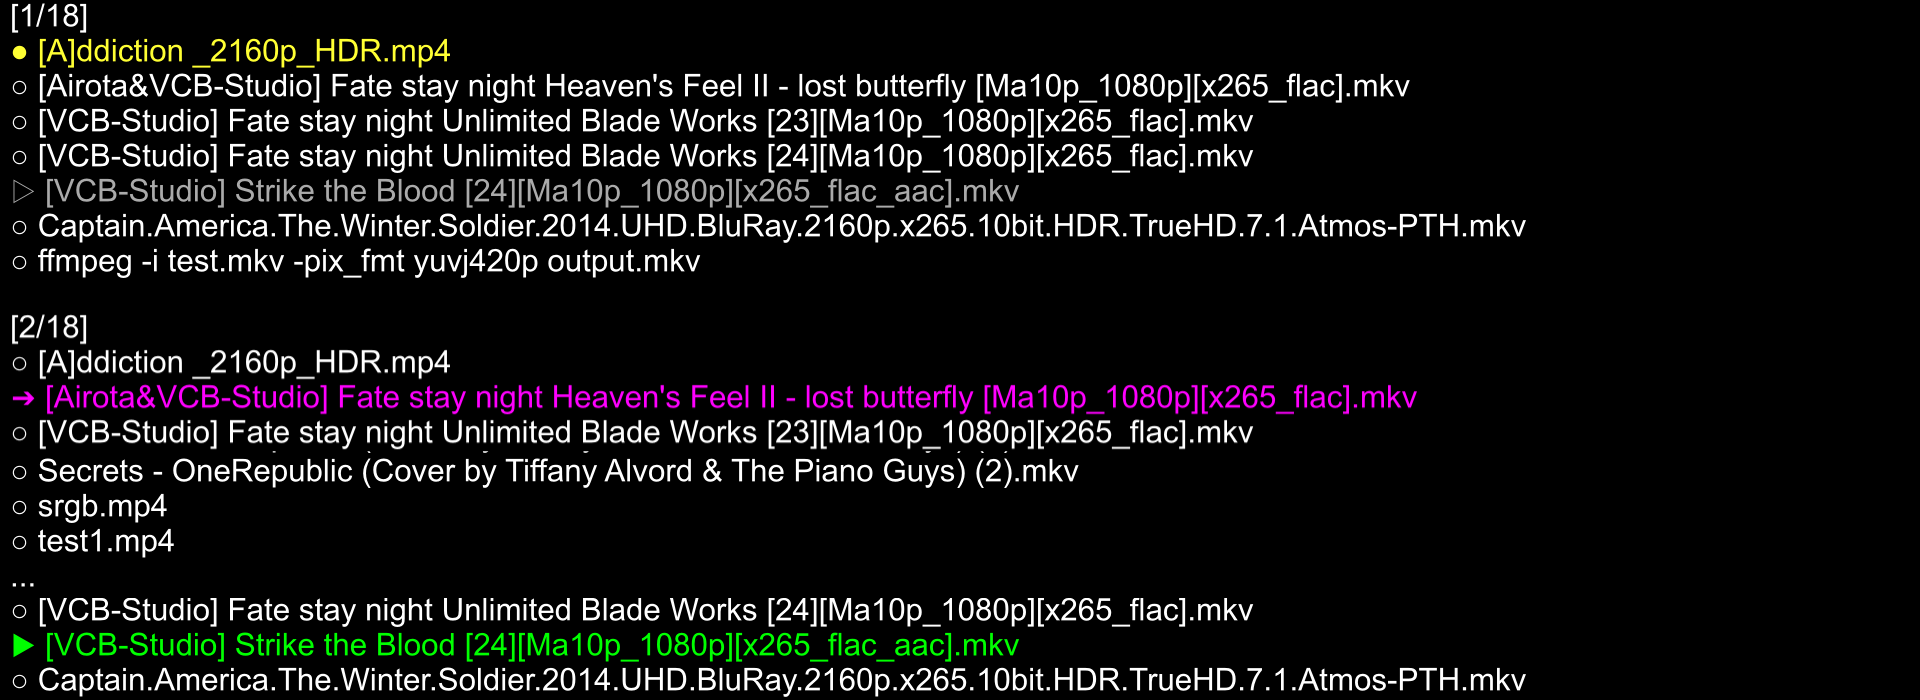 [1/18]
● [A]ddiction _2160p_HDR.mp4
○ [Airota&VCB-Studio] Fate stay night Heaven's Feel II - lost butterfly [Ma10p_1080p][x265_flac].mkv
○ [VCB-Studio] Fate stay night Unlimited Blade Works [23][Ma10p_1080p][x265_flac].mkv
○ [VCB-Studio] Fate stay night Unlimited Blade Works [24][Ma10p_1080p][x265_flac].mkv
▷ [VCB-Studio] Strike the Blood [24][Ma10p_1080p][x265_flac_aac].mkv
○ Captain.America.The.Winter.Soldier.2014.UHD.BluRay.2160p.x265.10bit.HDR.TrueHD.7.1.Atmos-PTH.mkv
○ ffmpeg -i test.mkv -pix_fmt yuvj420p output.mkv
[2/18]
○ [A]ddiction _2160p_HDR.mp4
➔ [Airota&VCB-Studio] Fate stay night Heaven's Feel II - lost butterfly [Ma10p_1080p][x265_flac].mkv
○ [VCB-Studio] Fate stay night Unlimited Blade Works [23][Ma10p_1080p][x265_flac].mkv
○ Secrets - OneRepublic (Cover by Tiffany Alvord & The Piano Guys) (2).mkv
○ srgb.mp4
○ test1.mp4
...
○ [VCB-Studio] Fate stay night Unlimited Blade Works [24][Ma10p_1080p][x265_flac].mkv
▶ [VCB-Studio] Strike the Blood [24][Ma10p_1080p][x265_flac_aac].mkv
○ Captain.America.The.Winter.Soldier.2014.UHD.BluRay.2160p.x265.10bit.HDR.TrueHD.7.1.Atmos-PTH.mkv